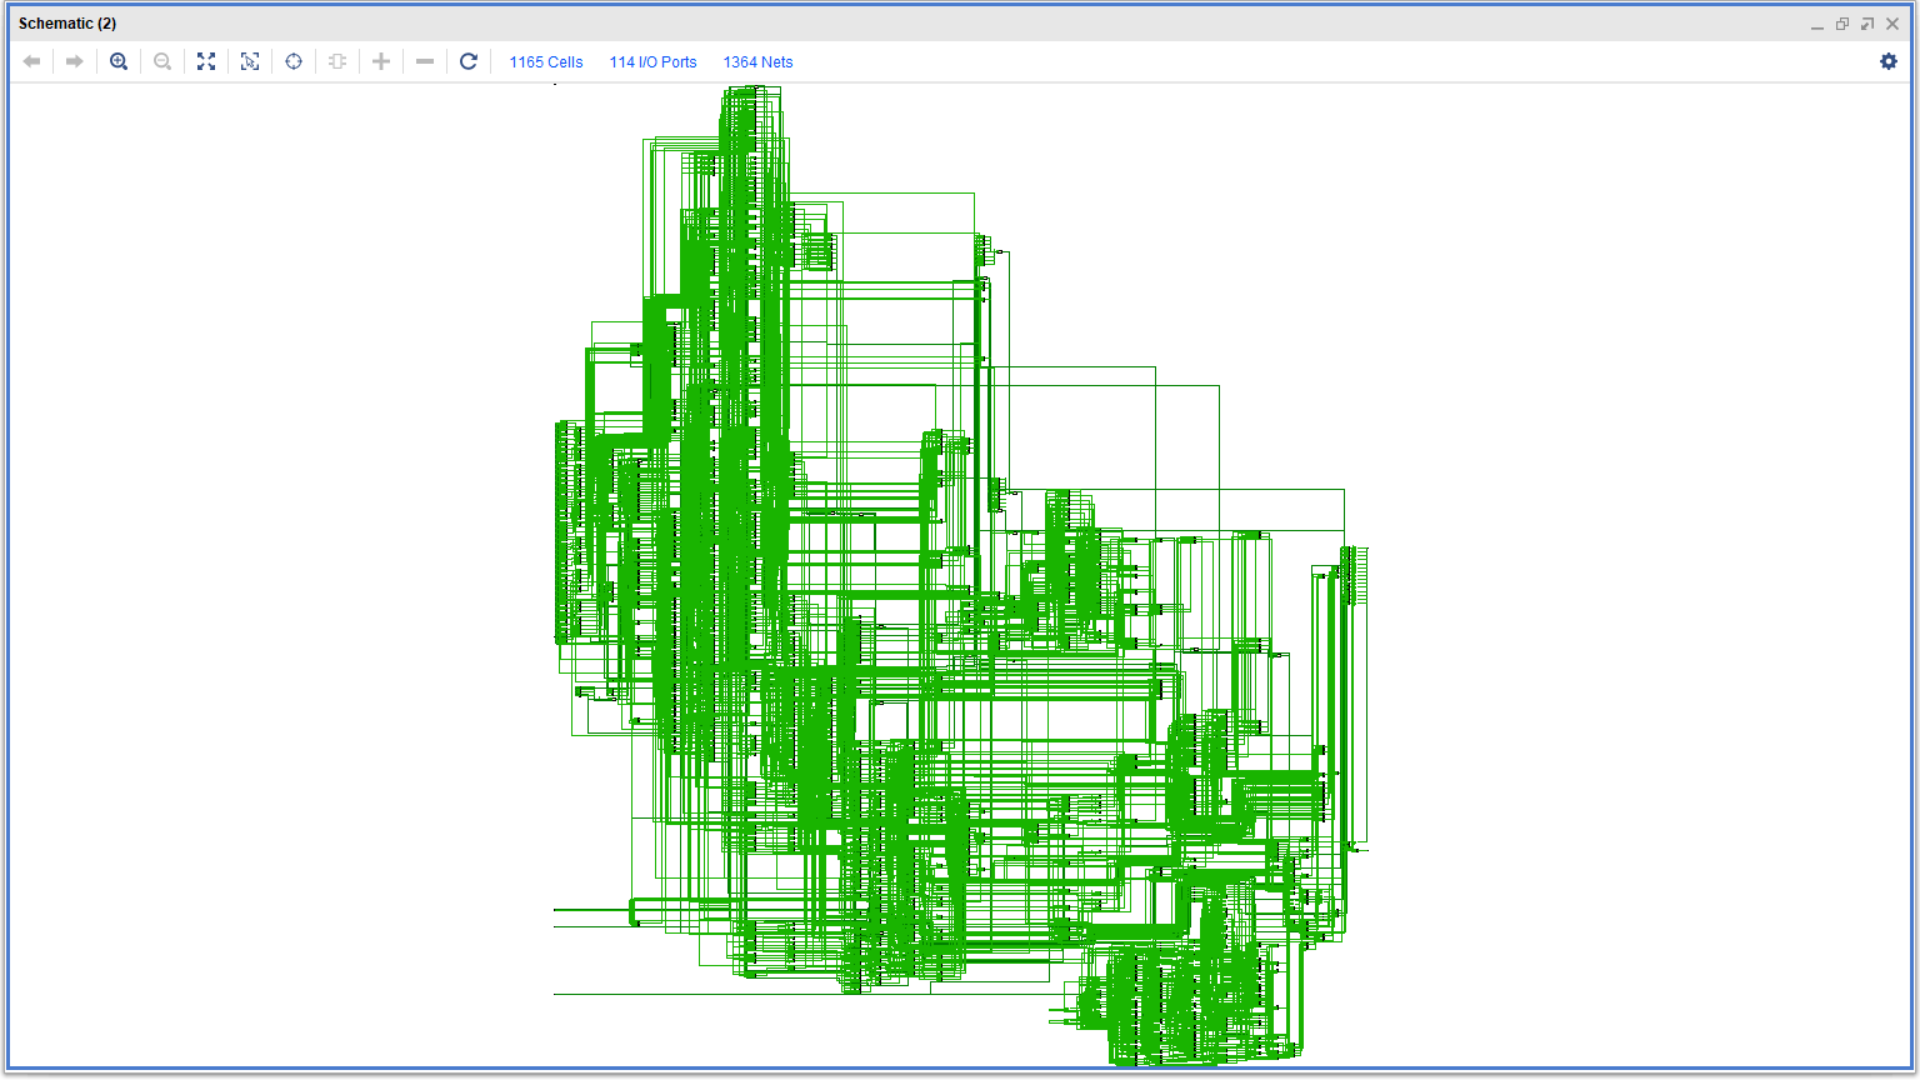 Schematic (2)
1165 Cells 114 I/O Ports 1364 Nets